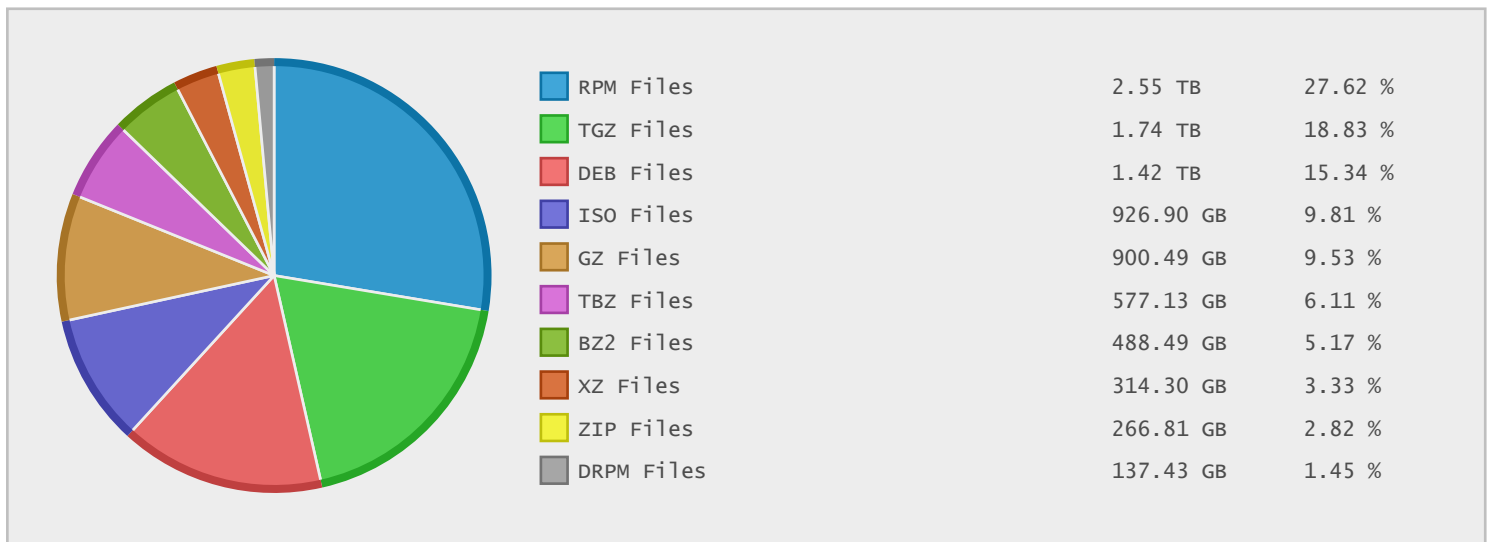 RPM Files 2.55 TB 27.62 %
TGZ Files 1.74 TB 18.83 %
DEB Files 1.42 TB 15.34 %
ISO Files 926.90 GB 9.81 %
GZ Files 900.49 GB 9.53 %
TBZ Files 577.13 GB 6.11 %
BZ2 Files 488.49 GB 5.17 %
XZ Files 314.30 GB 3.33 %
ZIP Files 266.81 GB 2.82 %
DRPM Files 137.43 GB 1.45 %